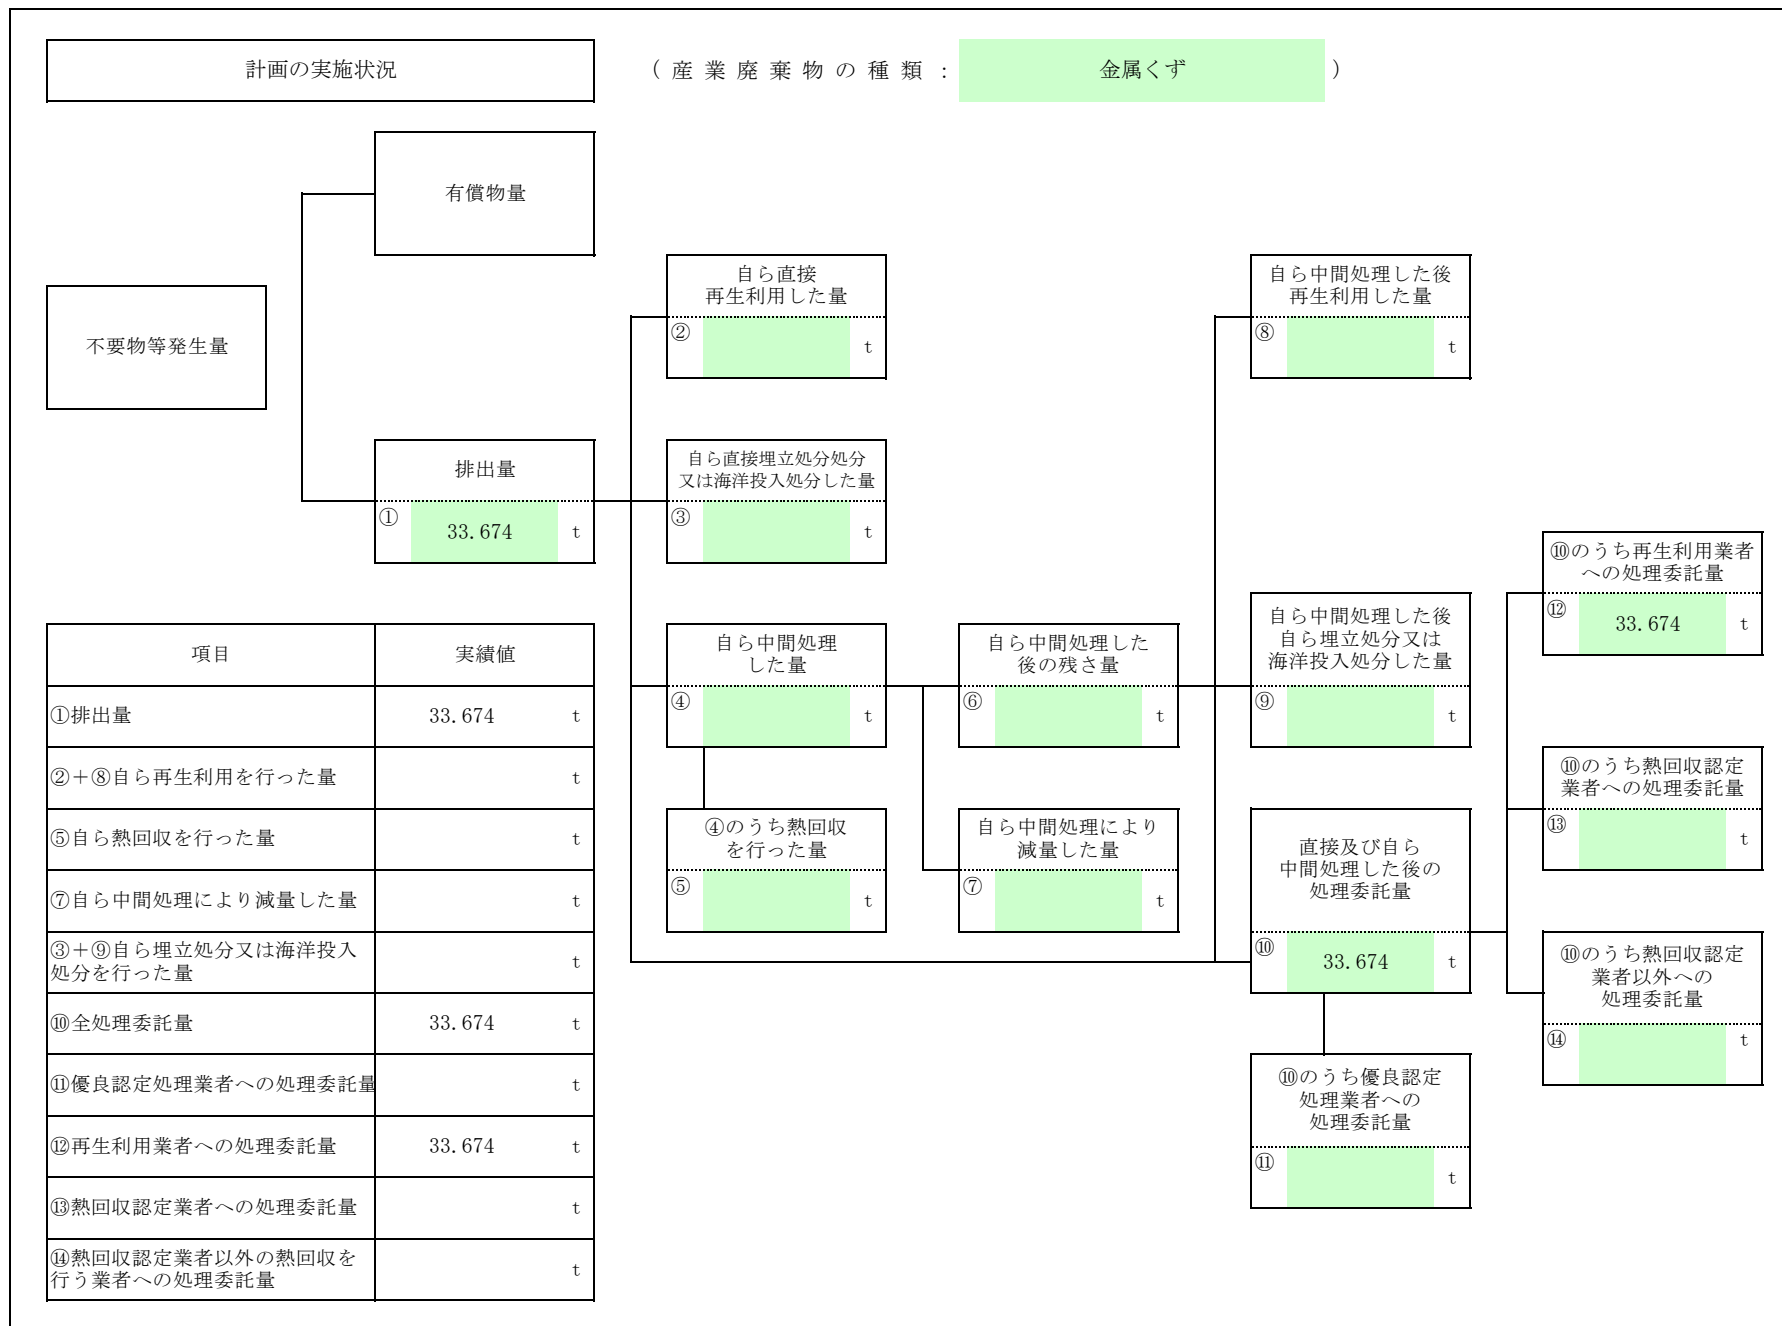 計画の実施状況
（産業廃棄物の種類：
金属くず
）
有償物量
不要物等発生量
排出量
①
33.674
t
自ら直接
再生利用した量
②
t
自ら直接埋立処分処分
又は海洋投入処分した量
③
t
自ら中間処理
した量
④
t
④のうち熱回収
を行った量
⑤
t
自ら中間処理した
後の残さ量
⑥
t
自ら中間処理により
減量した量
⑦
t
自ら中間処理した後
再生利用した量
⑧
t
自ら中間処理した後
自ら埋立処分又は
海洋投入処分した量
⑨
t
直接及び自ら
中間処理した後の
処理委託量
⑩
33.674
t
⑩のうち優良認定
処理業者への
処理委託量
⑪
t
⑩のうち再生利用業者
への処理委託量
⑫
33.674
t
⑩のうち熱回収認定
業者への処理委託量
⑬
t
⑩のうち熱回収認定
業者以外への
処理委託量
⑭
t
項目 実績値
①排出量 33.674 t
②＋⑧自ら再生利用を行った量 t
⑤自ら熱回収を行った量 t
⑦自ら中間処理により減量した量 t
③＋⑨自ら埋立処分又は海洋投入
処分を行った量 t
⑩全処理委託量 33.674 t
⑪優良認定処理業者への処理委託量 t
⑫再生利用業者への処理委託量 33.674 t
⑬熱回収認定業者への処理委託量 t
⑭熱回収認定業者以外の熱回収を
行う業者への処理委託量 t